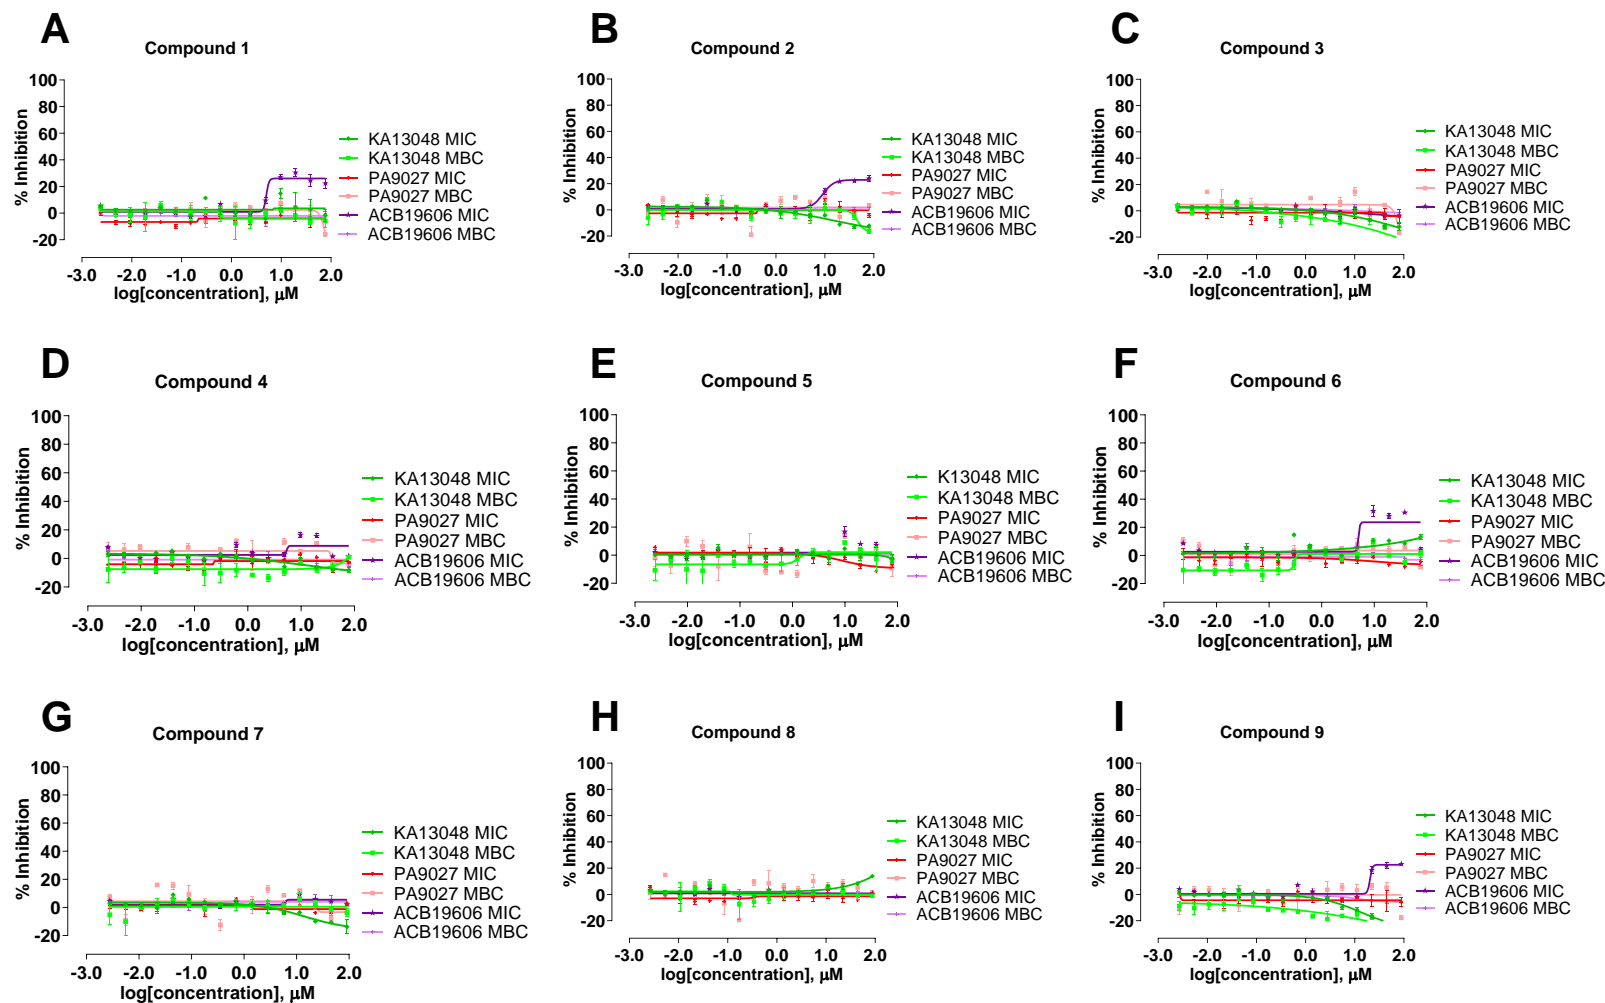 A
Compound 1
% Inhibition
100
80
60
40
20
0
-20
-3.0 -2.0 -1.0 0.0 1.0 2.0
log[concentration], μM
KA13048 MIC
KA13048 MBC
PA9027 MIC
PA9027 MBC
ACB19606 MIC
ACB19606 MBC
B
Compound 2
% Inhibition
100
80
60
40
20
0
-20
-3.0 -2.0 -1.0 0.0 1.0 2.0
log[concentration], μM
KA13048 MIC
KA13048 MBC
PA9027 MIC
PA9027 MBC
ACB19606 MIC
ACB19606 MBC
C
Compound 3
% Inhibition
100
80
60
40
20
0
-20
-3.0 -2.0 -1.0 0.0 1.0 2.0
log[concentration], μM
KA13048 MIC
KA13048 MBC
PA9027 MIC
PA9027 MBC
ACB19606 MIC
ACB19606 MBC
D
Compound 4
% Inhibition
100
80
60
40
20
0
-20
-3.0 -2.0 -1.0 0.0 1.0 2.0
log[concentration], μM
KA13048 MIC
KA13048 MBC
PA9027 MIC
PA9027 MBC
ACB19606 MIC
ACB19606 MBC
E
Compound 5
% Inhibition
100
80
60
40
20
0
-20
-3.0 -2.0 -1.0 0.0 1.0 2.0
log[concentration], μM
K13048 MIC
KA13048 MBC
PA9027 MIC
PA9027 MBC
ACB19606 MIC
ACB19606 MBC
F
Compound 6
% Inhibition
100
80
60
40
20
0
-20
-3.0 -2.0 -1.0 0.0 1.0 2.0
log[concentration], μM
KA13048 MIC
KA13048 MBC
PA9027 MIC
PA9027 MBC
ACB19606 MIC
ACB19606 MBC
G
Compound 7
% Inhibition
100
80
60
40
20
0
-20
-3.0 -2.0 -1.0 0.0 1.0 2.0
log[concentration], μM
KA13048 MIC
KA13048 MBC
PA9027 MIC
PA9027 MBC
ACB19606 MIC
ACB19606 MBC
H
Compound 8
% Inhibition
100
80
60
40
20
0
-20
-3.0 -2.0 -1.0 0.0 1.0 2.0
log[concentration], μM
KA13048 MIC
KA13048 MBC
PA9027 MIC
PA9027 MBC
ACB19606 MIC
ACB19606 MBC
I
Compound 9
% Inhibition
100
80
60
40
20
0
-20
-3.0 -2.0 -1.0 0.0 1.0 2.0
log[concentration], μM
KA13048 MIC
KA13048 MBC
PA9027 MIC
PA9027 MBC
ACB19606 MIC
ACB19606 MBC